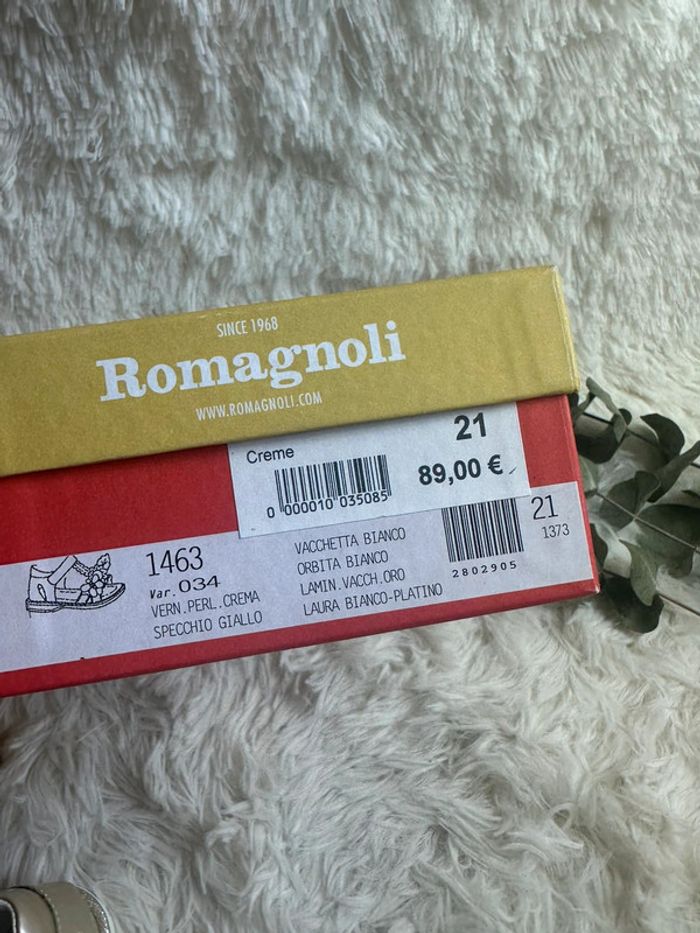 SINCE 1968
Romagnoli
WWW.ROMAGNOLI.COM
Creme
21
0 000010 035085
89,00 €
1463
Var. 034
VERN.PERL.CREMA
SPECCHIO GIALLO
VACCHETTA BIANCO
ORBITA BIANCO
LAMIN.VACCH.ORO
LAURA BIANCO-PLATINO
2802905
21
1373